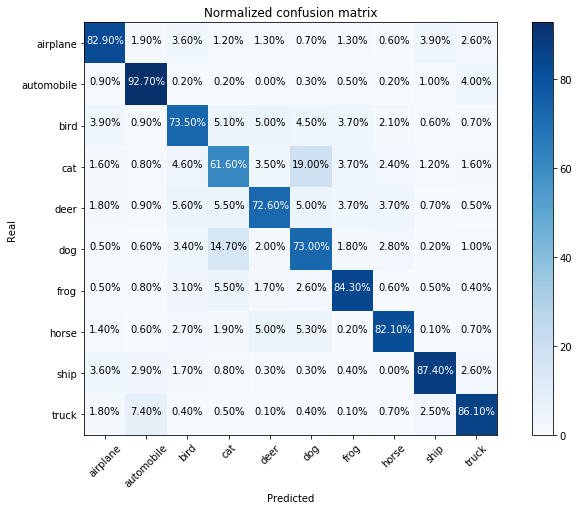 Normalized confusion matrix
airplane 82.90% 1.90% 3.60% 1.20% 1.30% 0.70% 1.30% 0.60% 3.90% 2.60%
automobile 0.90% 92.70% 0.20% 0.20% 0.00% 0.30% 0.50% 0.20% 1.00% 4.00%
bird 3.90% 0.90% 73.50% 5.10% 5.00% 4.50% 3.70% 2.10% 0.60% 0.70%
cat 1.60% 0.80% 4.60% 61.60% 3.50% 19.00% 3.70% 2.40% 1.20% 1.60%
deer 1.80% 0.90% 5.60% 5.50% 72.60% 5.00% 3.70% 3.70% 0.70% 0.50%
dog 0.50% 0.60% 3.40% 14.70% 2.00% 73.00% 1.80% 2.80% 0.20% 1.00%
frog 0.50% 0.80% 3.10% 5.50% 1.70% 2.60% 84.30% 0.60% 0.50% 0.40%
horse 1.40% 0.60% 2.70% 1.90% 5.00% 5.30% 0.20% 82.10% 0.10% 0.70%
ship 3.60% 2.90% 1.70% 0.80% 0.30% 0.30% 0.40% 0.00% 87.40% 2.60%
truck 1.80% 7.40% 0.40% 0.50% 0.10% 0.40% 0.10% 0.70% 2.50% 86.10%
airplane automobile bird cat deer dog frog horse ship truck
Predicted
Real
80
60
40
20
0